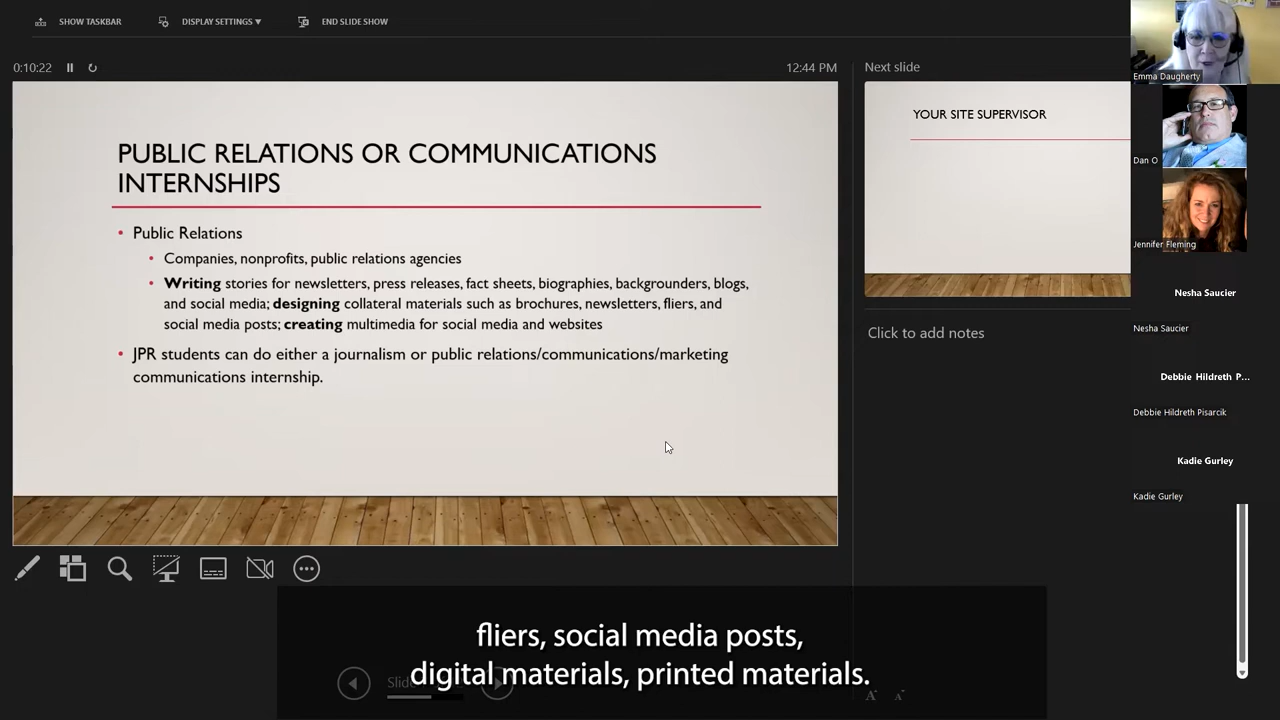 SHOW TASKBAR
DISPLAY SETTINGS ▼
END SLIDE SHOW
0:10:22
12:44 PM
PUBLIC RELATIONS OR COMMUNICATIONS
INTERNSHIPS
• Public Relations
• Companies, nonprofits, public relations agencies
• Writing stories for newsletters, press releases, fact sheets, biographies, backgrounders, blogs,
and social media; designing collateral materials such as brochures, newsletters, fliers, and
social media posts; creating multimedia for social media and websites
• JPR students can do either a journalism or public relations/communications/marketing
communications internship.
Next slide
YOUR SITE SUPERVISOR
Click to add notes
Emma Daugherty
Dan O
Jennifer Fleming
Nesha Saucier
Nesha Saucier
Debbie Hildreth P...
Debbie Hildreth Pisarcik
Kadie Gurley
Kadie Gurley
fliers, social media posts,
digital materials, printed materials.
Slide
A A